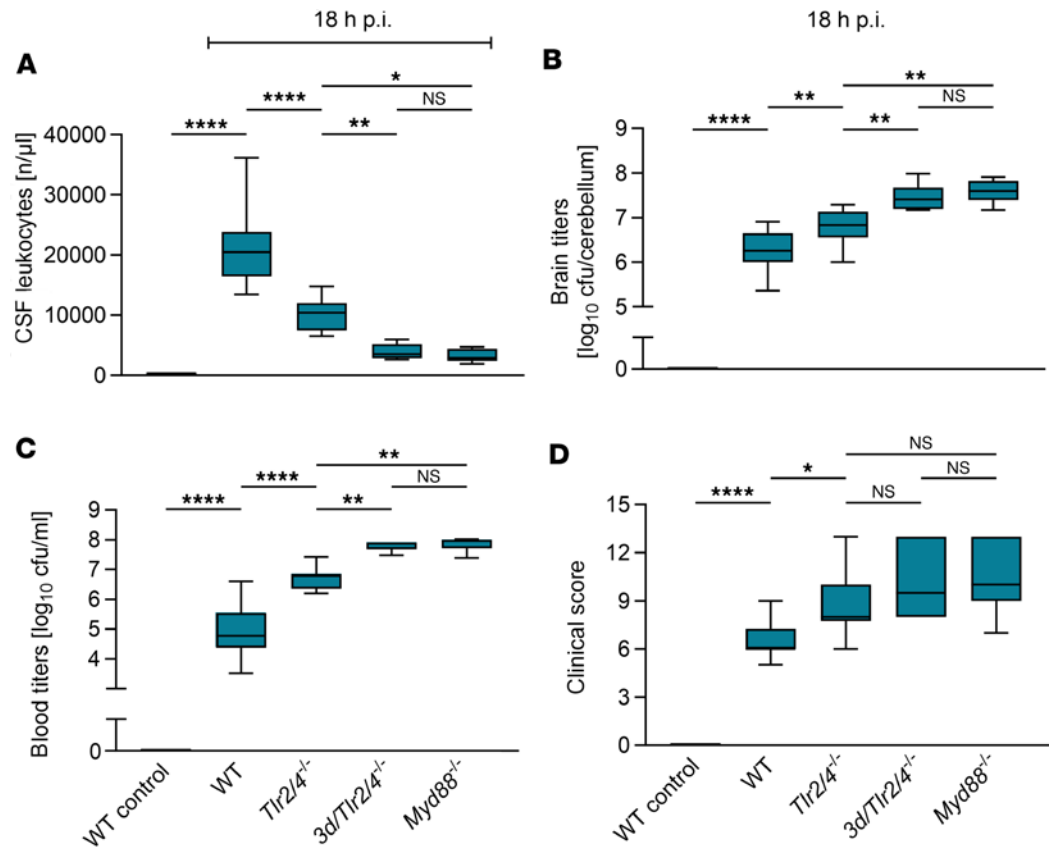 18 h p.i.
18 h p.i.
A
*
NS
****
**
****
40000
30000
20000
10000
0
CSF leukocytes [n/µl]
B
**
NS
**
**
****
9
8
7
6
5
0
Brain titers
[log10 cfu/cerebellum]
C
**
NS
****
**
****
9
8
7
6
5
4
0
Blood titers [log10 cfu/ml]
WT control
WT
Tlr2/4-/-
3d/Tlr2/4-/-
Myd88-/-
D
NS
NS
*
NS
****
15
12
9
6
3
0
Clinical score
WT control
WT
Tlr2/4-/-
3d/Tlr2/4-/-
Myd88-/-